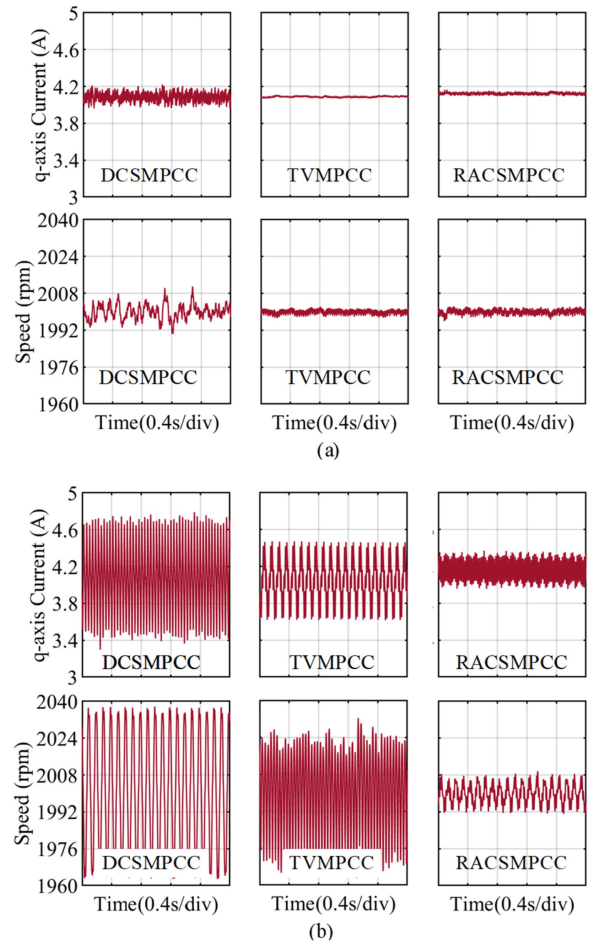 5
4.6
4.2
3.8
3.4
3
q-axis Current (A)
DCSMPCC
TVMPCC
RACSMPCC
2040
2024
2008
1992
1976
1960
Speed (rpm)
DCSMPCC
TVMPCC
RACSMPCC
Time(0.4s/div)
Time(0.4s/div)
Time(0.4s/div)
(a)
5
4.6
4.2
3.8
3.4
3
q-axis Current (A)
DCSMPCC
TVMPCC
RACSMPCC
2040
2024
2008
1992
1976
1960
Speed (rpm)
DCSMPCC
TVMPCC
RACSMPCC
Time(0.4s/div)
Time(0.4s/div)
Time(0.4s/div)
(b)